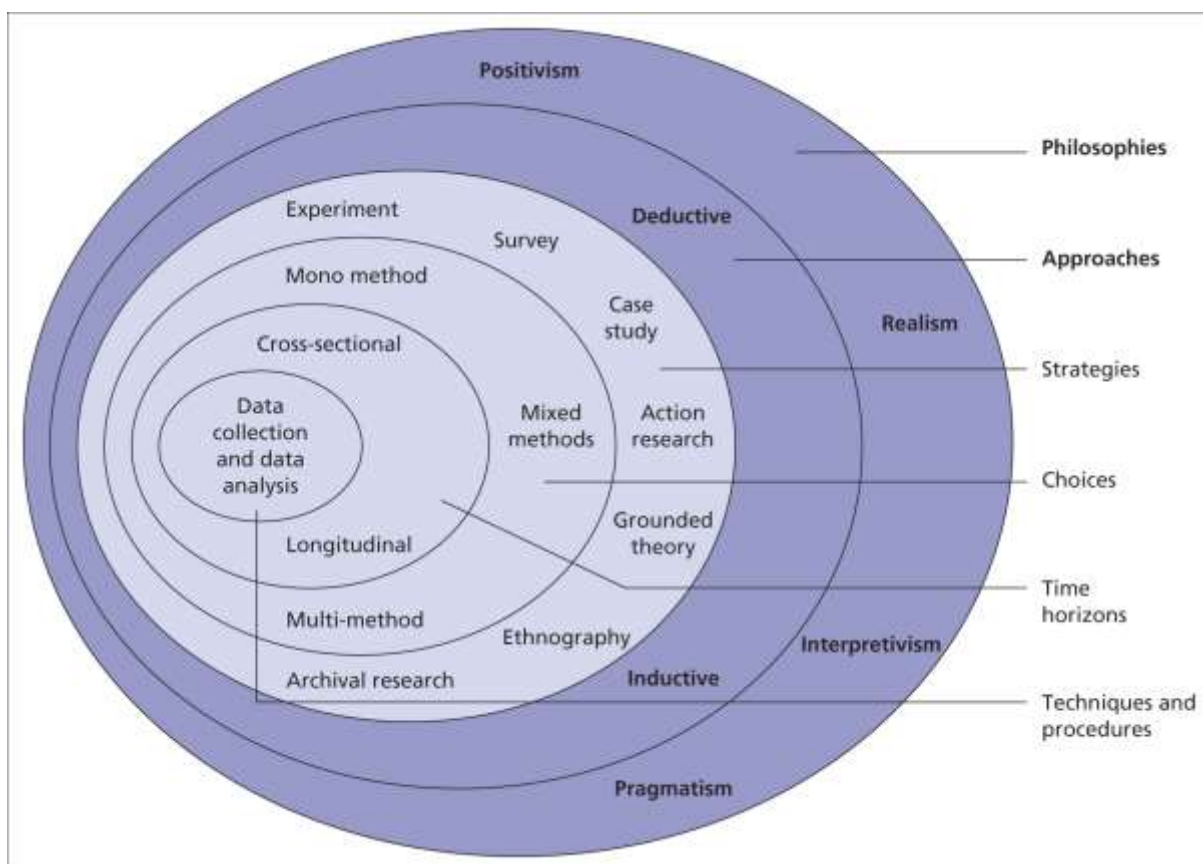 Positivism
Philosophies
Experiment
Deductive
Survey
Approaches
Mono method
Case
study
Realism
Cross-sectional
Strategies
Data
collection
and data
analysis
Mixed
methods
Action
research
Choices
Grounded
theory
Longitudinal
Time
horizons
Multi-method
Ethnography
Interpretivism
Archival research
Inductive
Techniques and
procedures
Pragmatism